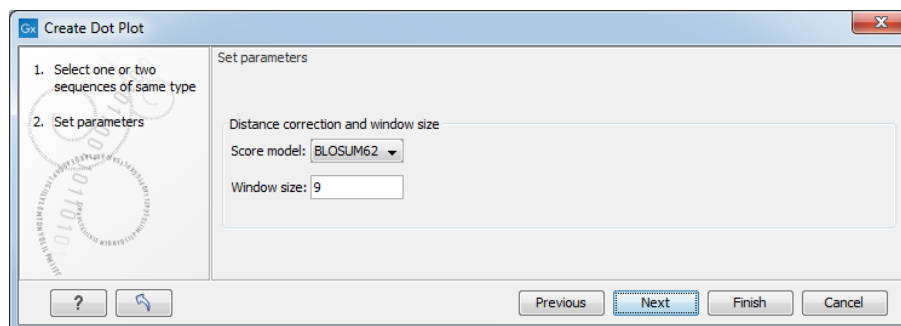 Gx Create Dot Plot
X
1. Select one or two
sequences of same type
2. Set parameters
Set parameters
Distance correction and window size
Score model: BLOSUM62
Window size: 9
?
Previous
Next
Finish
Cancel